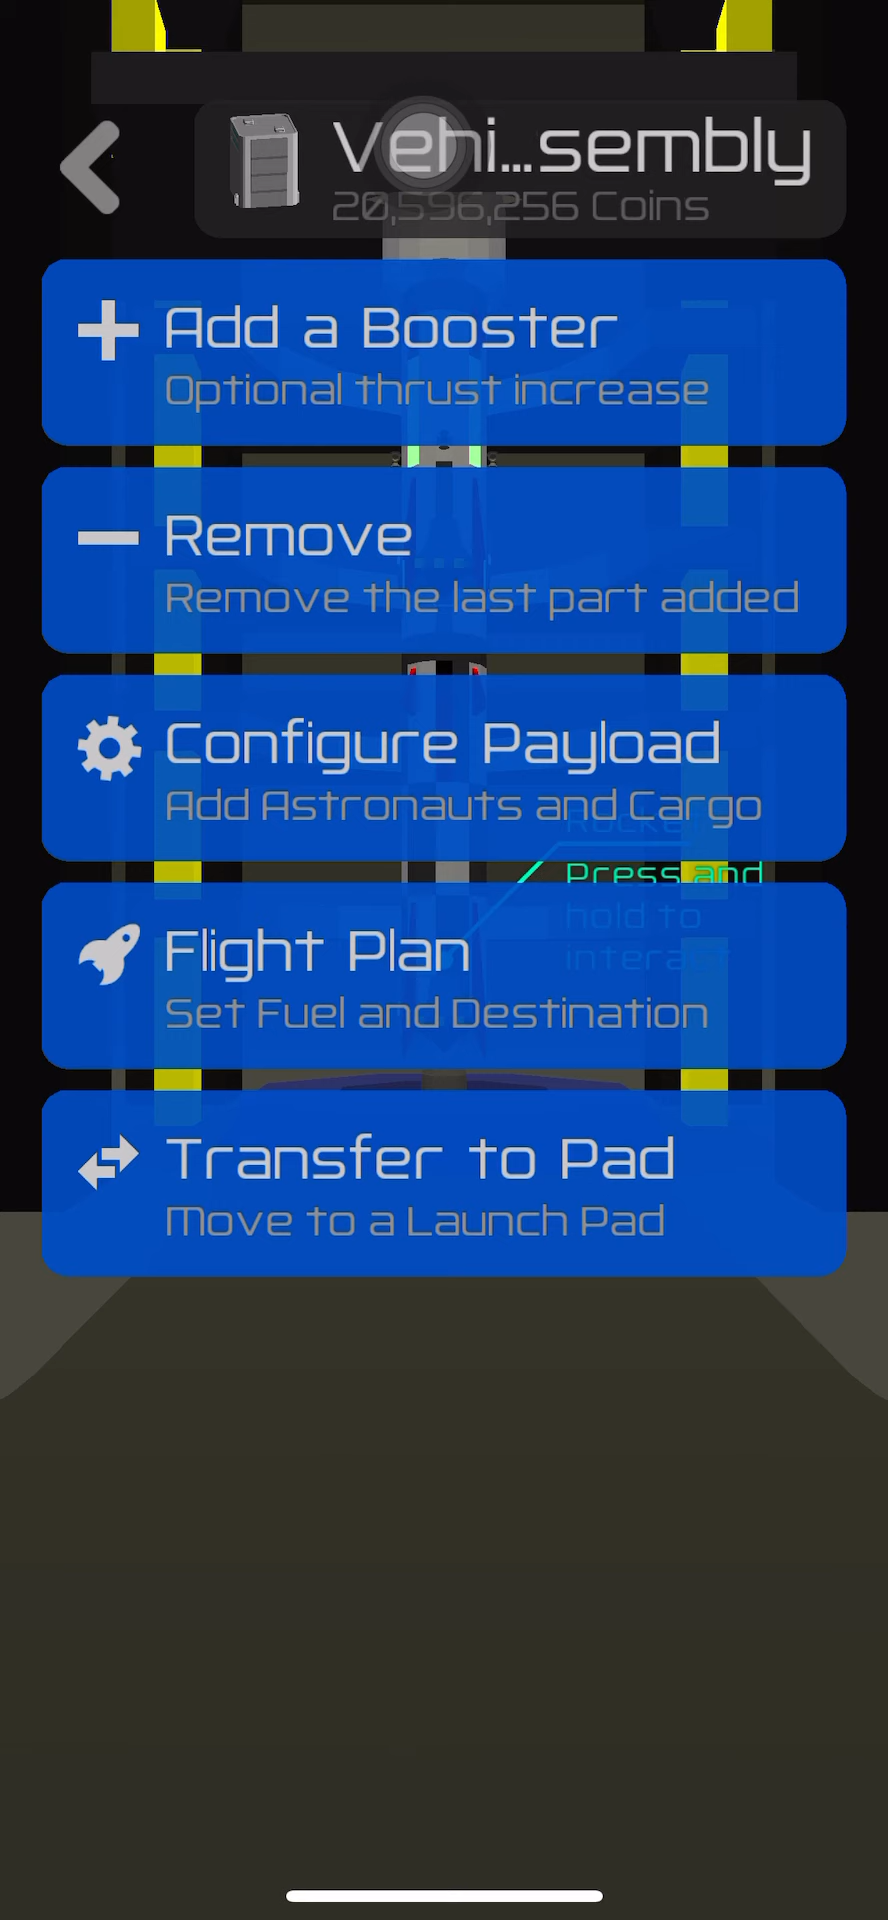 Vehi...sembly
20,596,256 Coins
Add a Booster
Optional thrust increase
Remove
Remove the last part added
Configure Payload
Add Astronauts and Cargo
Rocket
Press and
hold to
interact
Flight Plan
Set Fuel and Destination
Transfer to Pad
Move to a Launch Pad